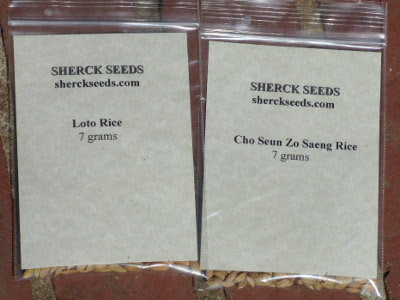 SHERCK SEEDS
sherckseeds.com
Loto Rice
7 grams
SHERCK SEEDS
sherckseeds.com
Cho Seun Zo Saeng Rice
7 grams